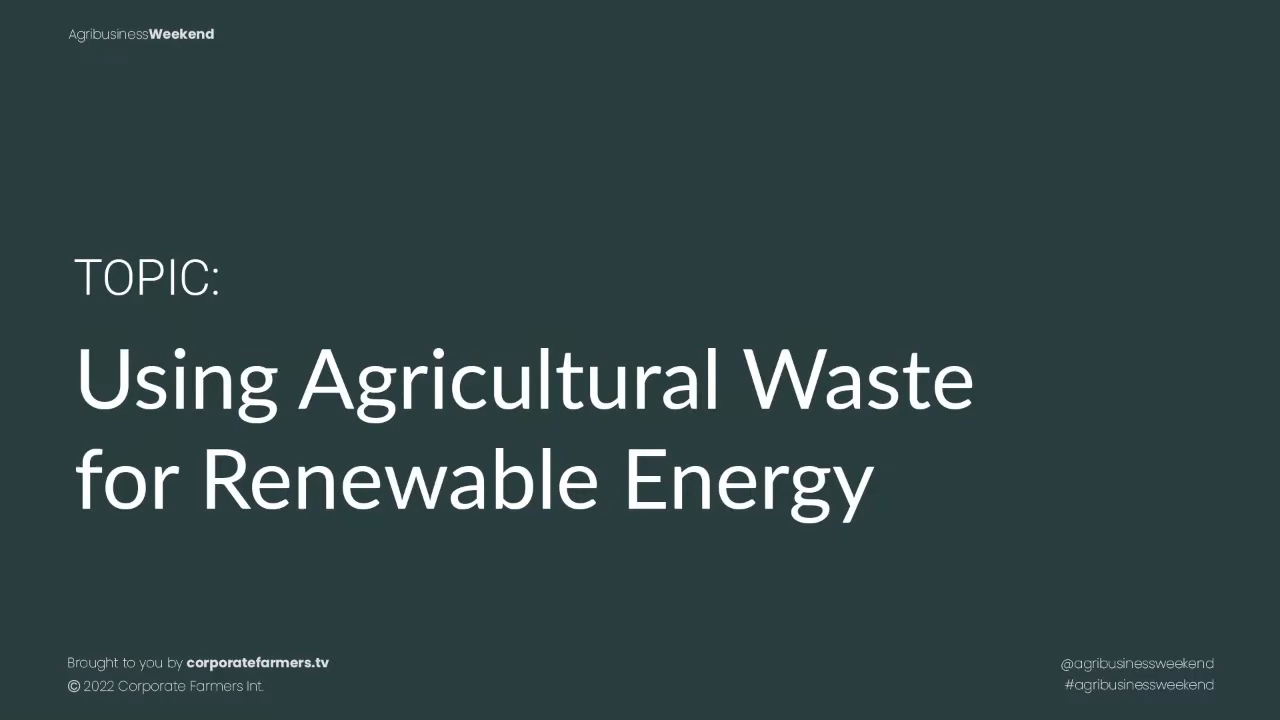 AgribusinessWeekend
TOPIC:
Using Agricultural Waste
for Renewable Energy
Brought to you by corporatefarmers.tv
© 2022 Corporate Farmers Int.
@agribusinessweekend
#agribusinessweekend